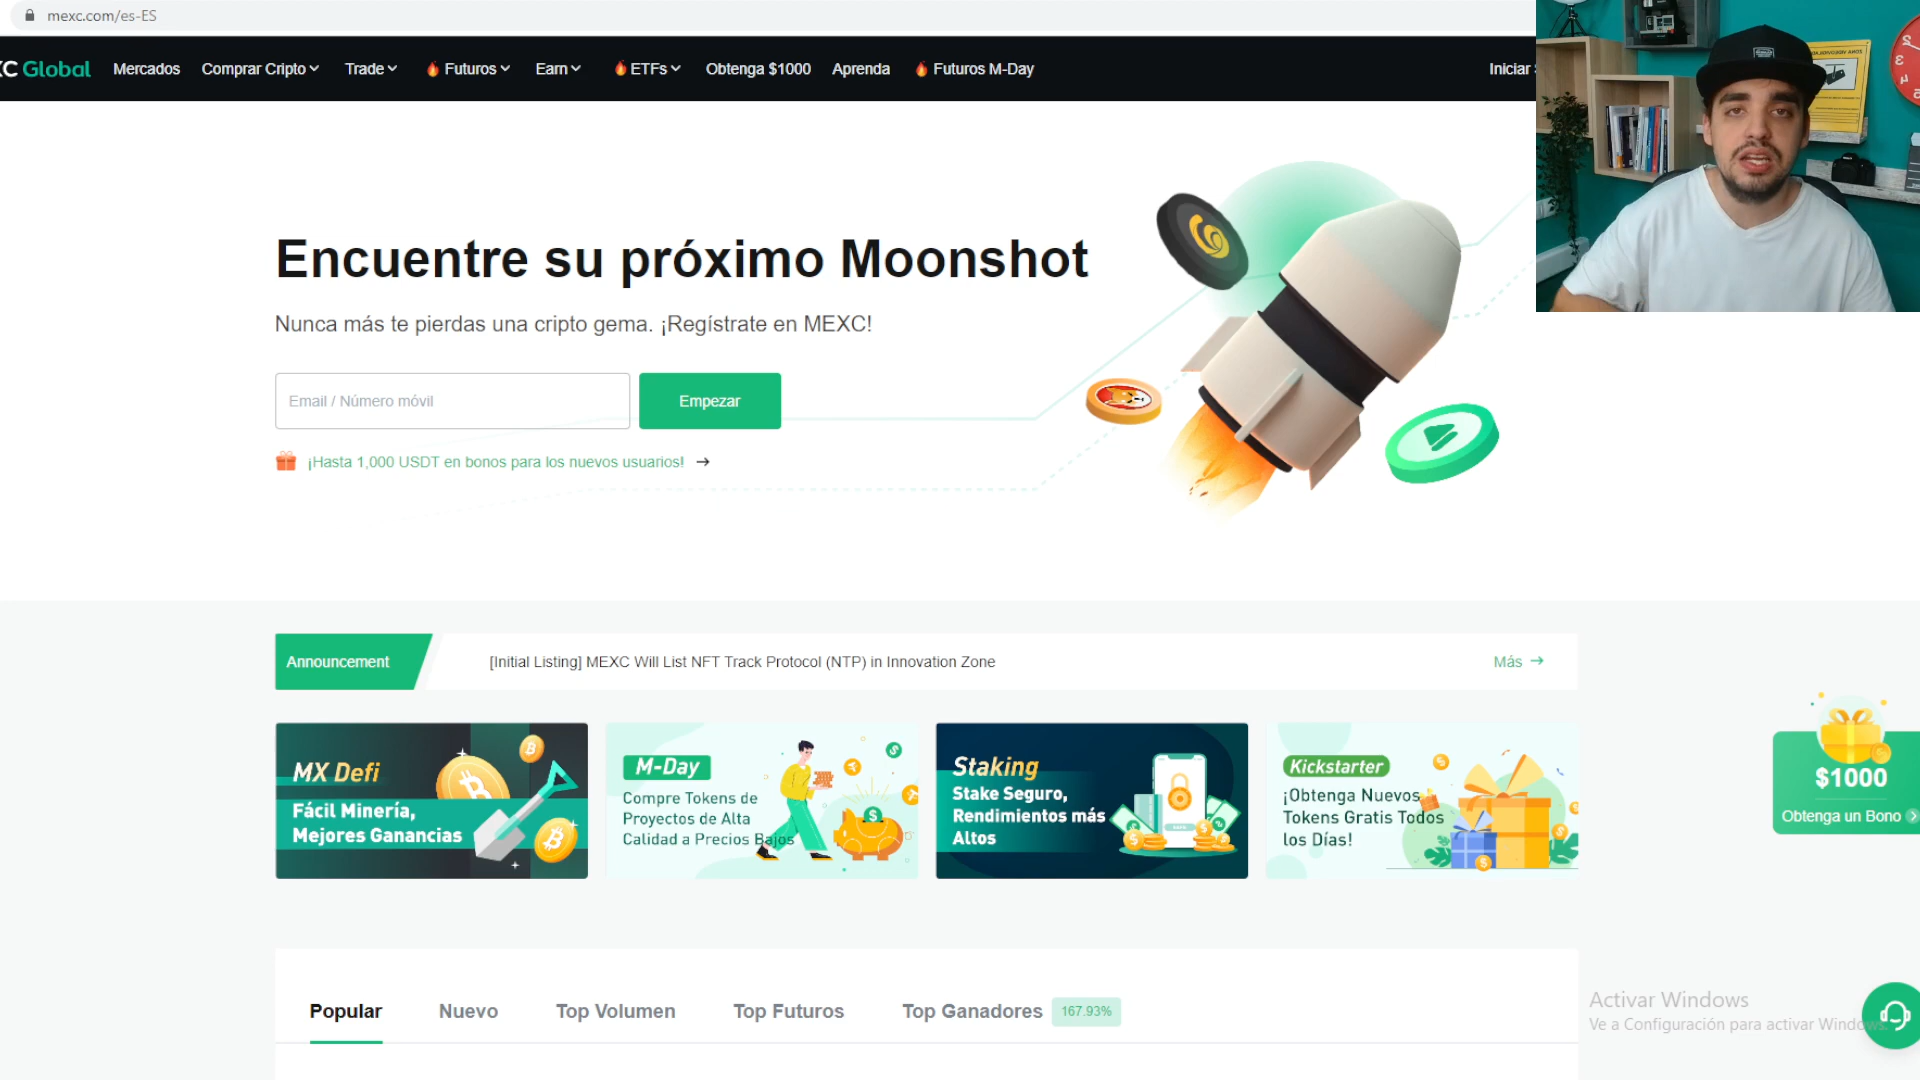 mexc.com/es-ES
XC Global
Mercados
Comprar Cripto
Trade
Futuros
Earn
ETFs
Obtenga $1000
Aprenda
Futuros M-Day
Iniciar
Encuentre su próximo Moonshot
Nunca más te pierdas una cripto gema. ¡Regístrate en MEXC!
Email / Número móvil
Empezar
¡Hasta 1,000 USDT en bonos para los nuevos usuarios! →
Announcement
[Initial Listing] MEXC Will List NFT Track Protocol (NTP) in Innovation Zone
Más →
MX Defi
Fácil Minería,
Mejores Ganancias
M-Day
Compre Tokens de
Proyectos de Alta
Calidad a Precios Bajos
Staking
Stake Seguro,
Rendimientos más
Altos
Kickstarter
¡Obtenga Nuevos
Tokens Gratis Todos
los Días!
$1000
Obtenga un Bono
Popular
Nuevo
Top Volumen
Top Futuros
Top Ganadores
167.93%
Activar Windows
Ve a Configuración para activar Windows.